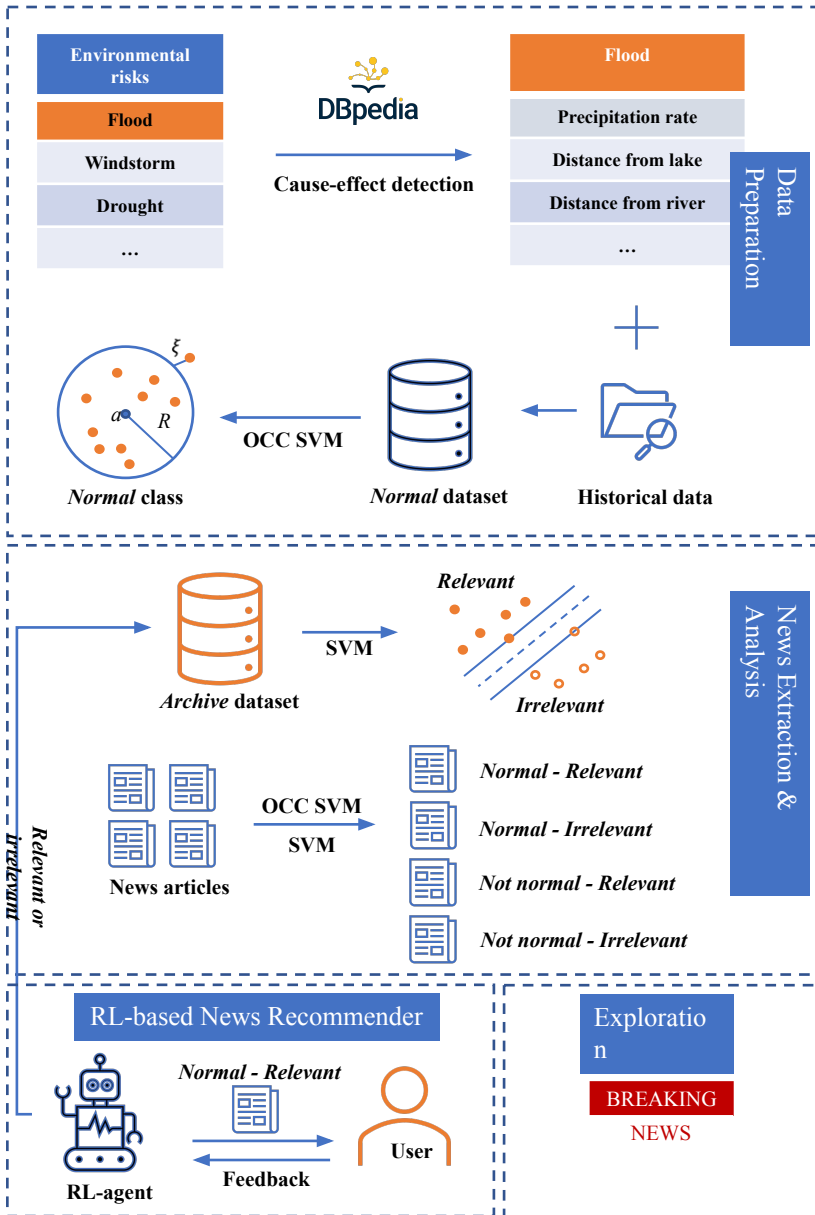 Environmental
risks
Flood
Windstorm
Drought
...
DBpedia
Cause-effect detection
Flood
Precipitation rate
Distance from lake
Distance from river
...
Data
Preparation
ξ
a
R
Normal class
OCC SVM
Normal dataset
Historical data
Archive dataset
SVM
Relevant
Irrelevant
News Extraction &
Analysis
News articles
OCC SVM
SVM
Normal - Relevant
Normal - Irrelevant
Not normal - Relevant
Not normal - Irrelevant
Relevant or
irrelevant
RL-based News Recommender
Normal - Relevant
RL-agent
Feedback
User
Exploratio
n
BREAKING
NEWS